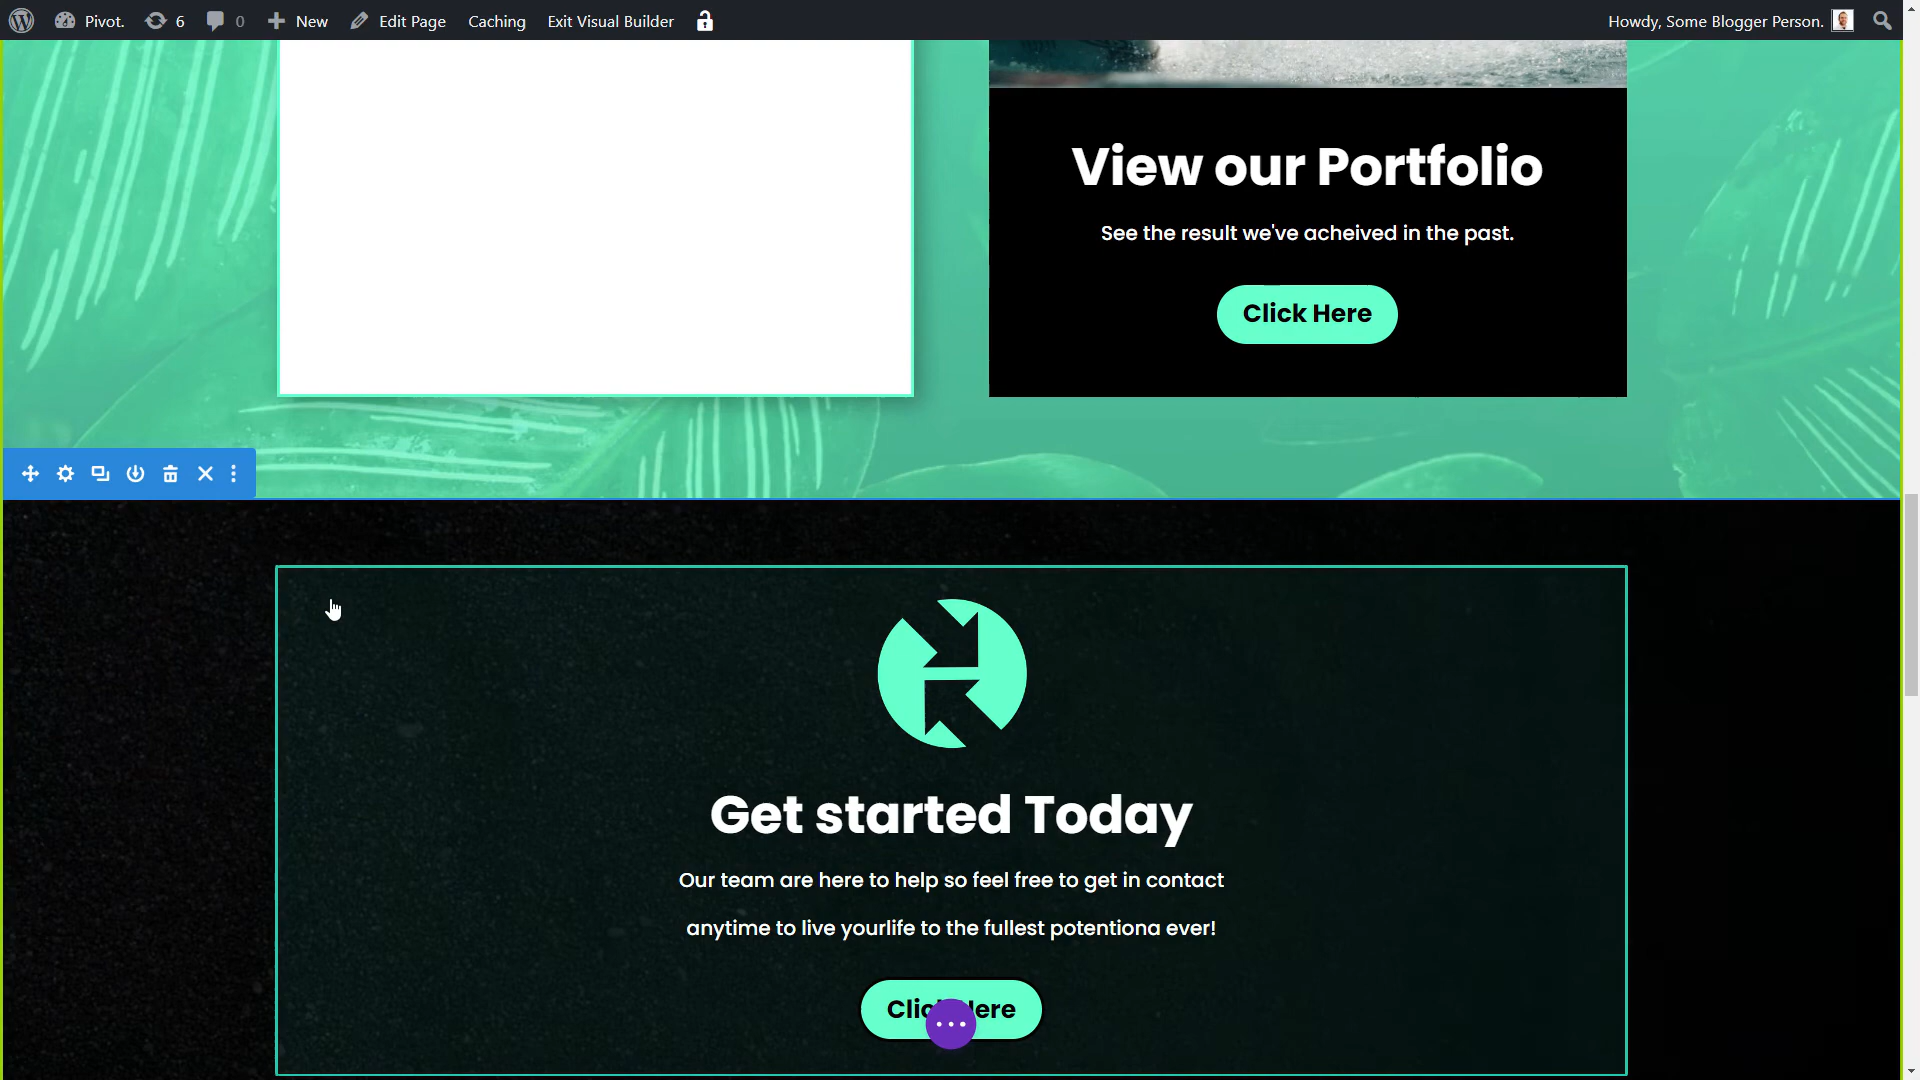 Pivot. 6 0 New Edit Page Caching Exit Visual Builder Howdy, Some Blogger Person.
View our Portfolio
See the result we've acheived in the past.
Click Here
Get started Today
Our team are here to help so feel free to get in contact
anytime to live yourlife to the fullest potentiona ever!
Click Here